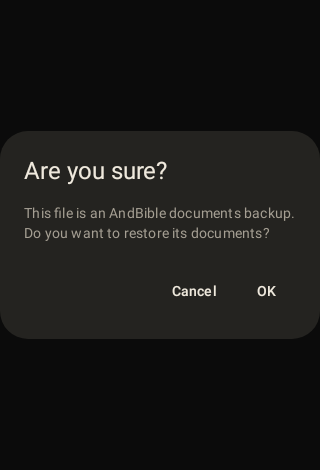 Are you sure?
This file is an AndBible documents backup.
Do you want to restore its documents?
Cancel OK